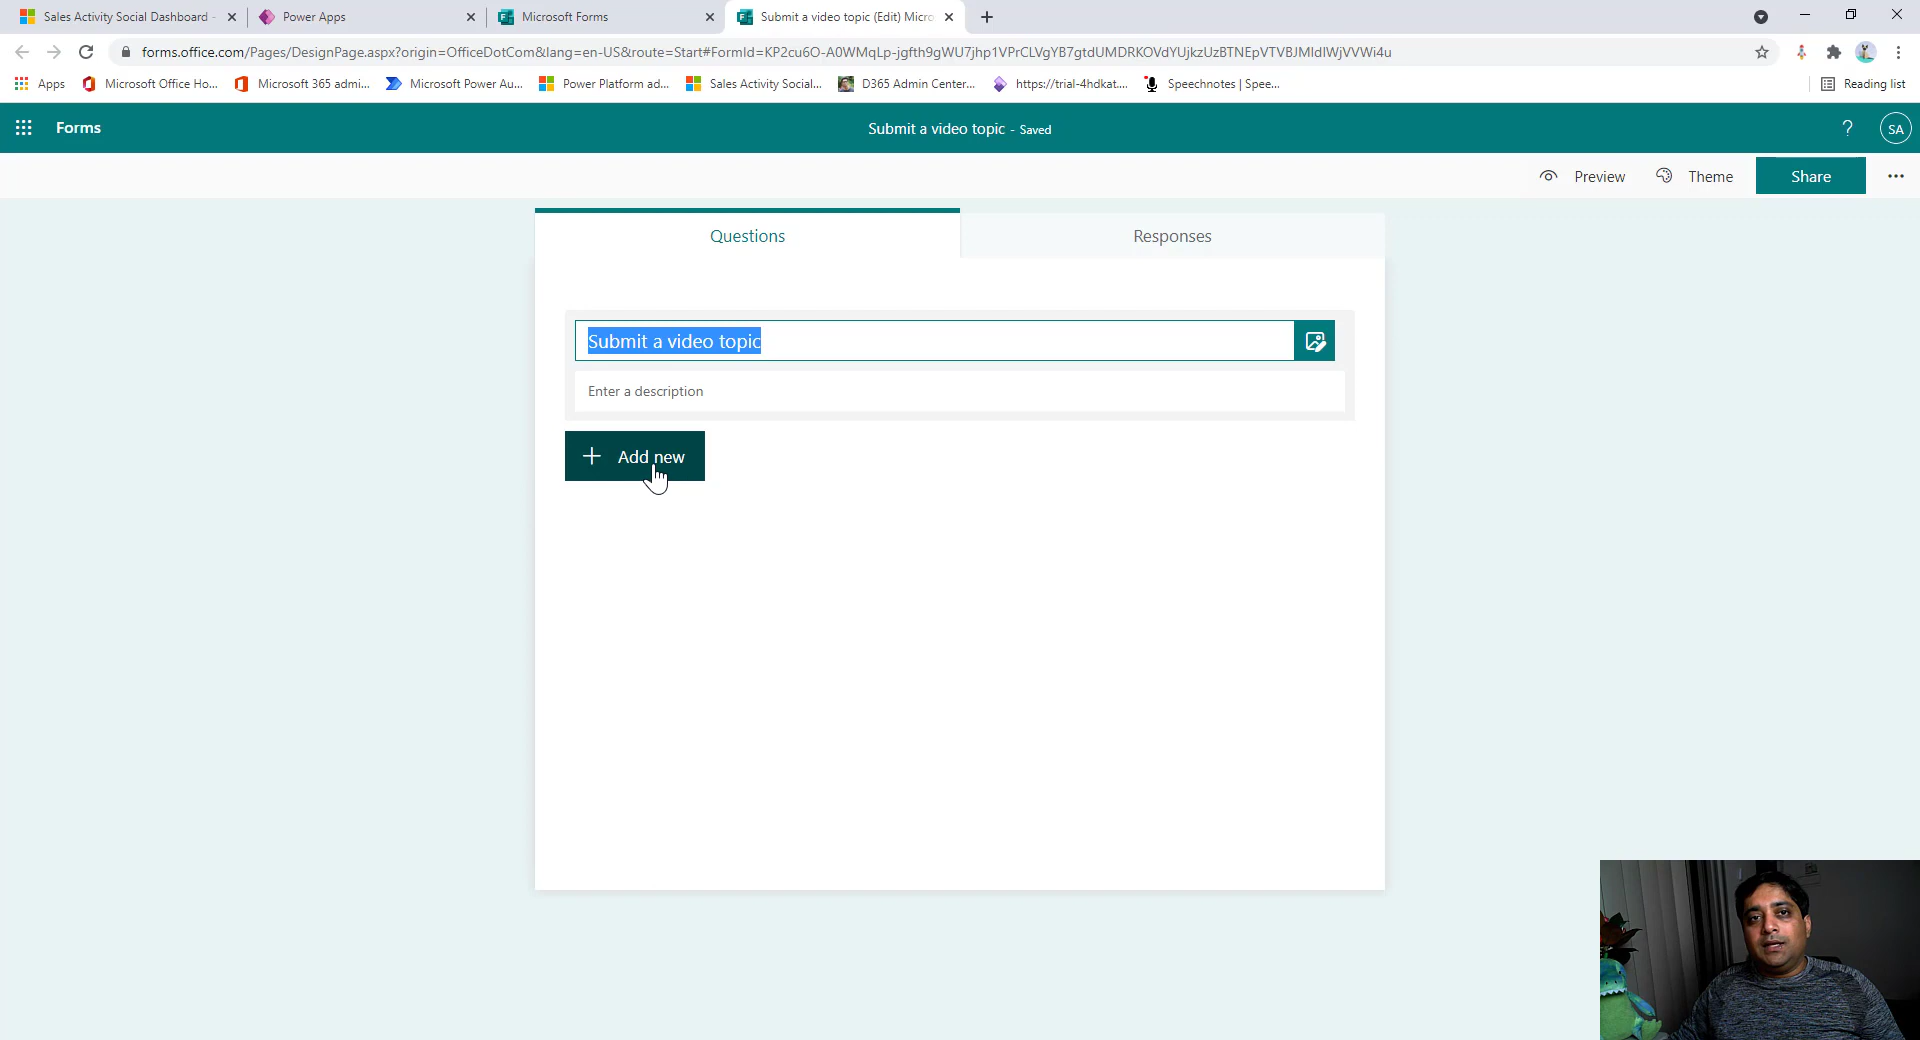 Sales Activity Social Dashboard -
Power Apps
Microsoft Forms
Submit a video topic (Edit) Micro
forms.office.com/Pages/DesignPage.aspx?origin=OfficeDotCom&lang=en-US&route=Start#FormId=KP2cu6O-A0WMqLp-jgfth9gWU7jhp1VPrCLVgYB7gtdUMDRKOVdYUjkzUzBTNEpVTVBJMldIWjVVWi4u
Apps
Microsoft Office Ho...
Microsoft 365 admi...
Microsoft Power Au...
Power Platform ad...
Sales Activity Social...
D365 Admin Center...
https://trial-4hdkat...
Speechnotes | Spee...
Reading list
Forms
Submit a video topic - Saved
?
SA
Preview
Theme
Share
Questions
Responses
Submit a video topic
Enter a description
Add new